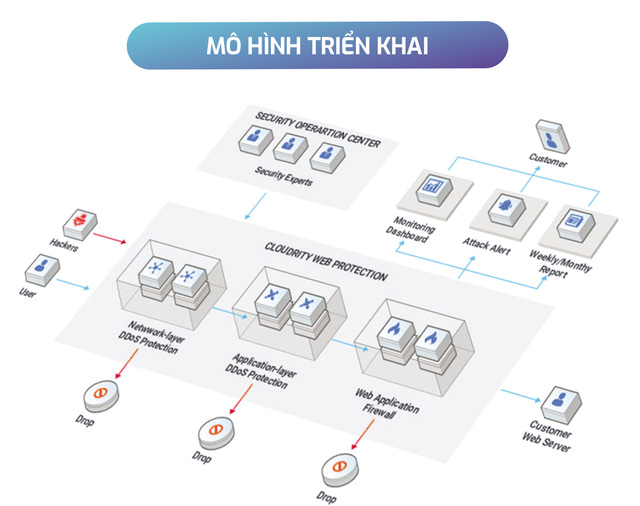 MÔ HÌNH TRIỂN KHAI
SECURITY OPERARTION CENTER
Security Experts
Customer
Monitoring
Dashboard
Attack Alert
Weekly/Monthy
Report
Hackers
User
CLOUDRITY WEB PROTECTION
Netwwork-layer
DDoS Protection
Application-layer
DDoS Protection
Web Application
Firewall
Drop
Drop
Drop
Customer
Web Server